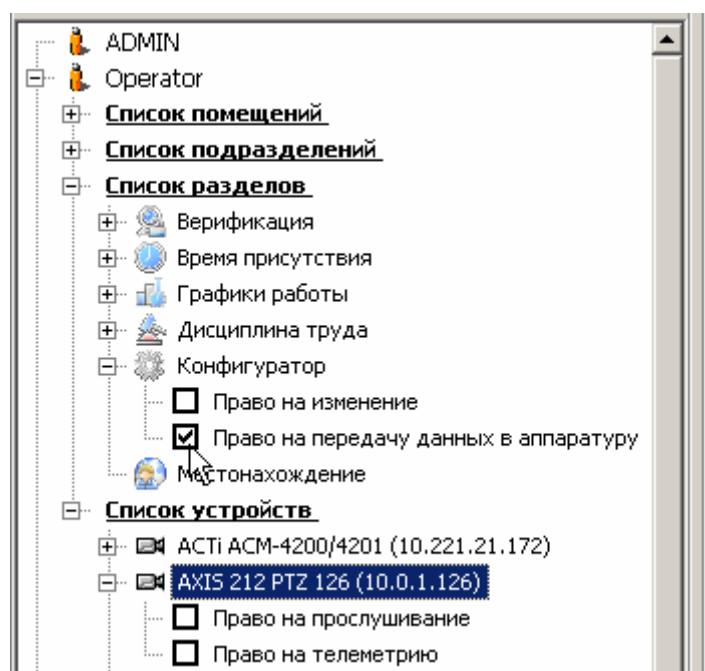 ADMIN
Operator
Список помещений
Список подразделений
Список разделов
Верификация
Время присутствия
Графики работы
Дисциплина труда
Конфигуратор
Право на изменение
Право на передачу данных в аппаратуру
Местонахождение
Список устройств
ACTi ACM-4200/4201 (10.221.21.172)
AXIS 212 PTZ 126 (10.0.1.126)
Право на прослушивание
Право на телеметрию